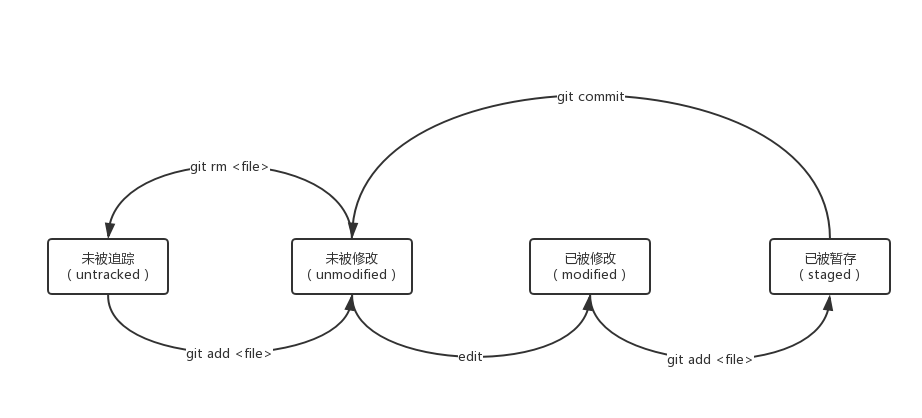 git commit
git rm <file>
未被追踪
( untracked )
未被修改
( unmodified )
已被修改
( modified )
已被暂存
( staged )
git add <file>
edit
git add <file>